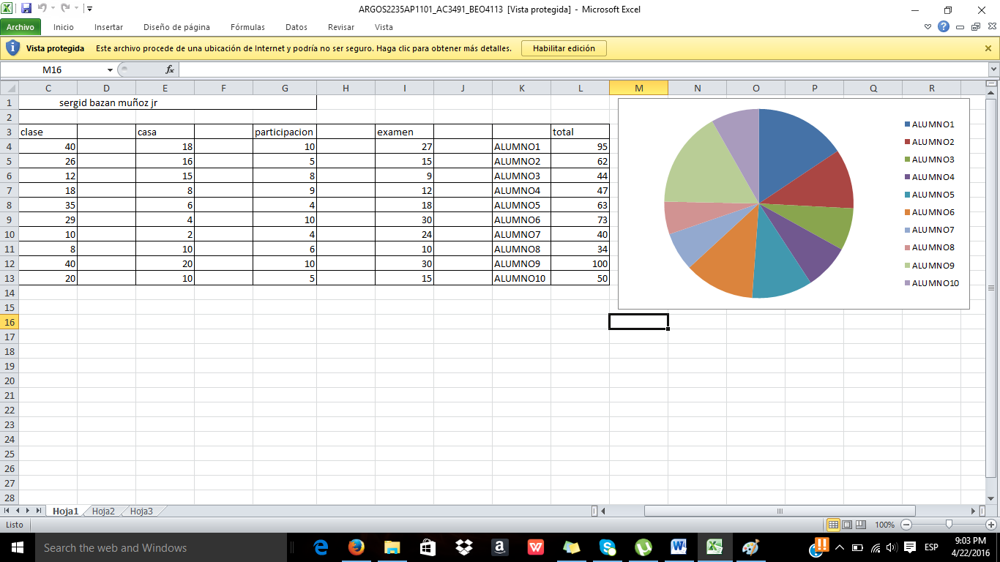 ARGOS2235AP1101_AC3491_BEO4113 [Vista protegida] - Microsoft Excel
Archivo Inicio Insertar Diseño de página Fórmulas Datos Revisar Vista
Vista protegida Este archivo procede de una ubicación de Internet y podría no ser seguro. Haga clic para obtener más detalles. Habilitar edición
M16 fx
C D E F G H I J K L M N O P Q R
1 sergid bazan muñoz jr
2
3 clase casa participacion examen total
4 40 18 10 27 ALUMNO1 95
5 26 16 5 15 ALUMNO2 62
6 12 15 8 9 ALUMNO3 44
7 18 8 9 12 ALUMNO4 47
8 35 6 4 18 ALUMNO5 63
9 29 4 10 30 ALUMNO6 73
10 10 2 4 24 ALUMNO7 40
11 8 10 6 10 ALUMNO8 34
12 40 20 10 30 ALUMNO9 100
13 20 10 5 15 ALUMNO10 50
14
15
16
17
18
19
20
21
22
23
24
25
26
27
28
ALUMNO1
ALUMNO2
ALUMNO3
ALUMNO4
ALUMNO5
ALUMNO6
ALUMNO7
ALUMNO8
ALUMNO9
ALUMNO10
Hoja1 Hoja2 Hoja3
Listo 100%
Search the web and Windows ESP 9:03 PM
4/22/2016